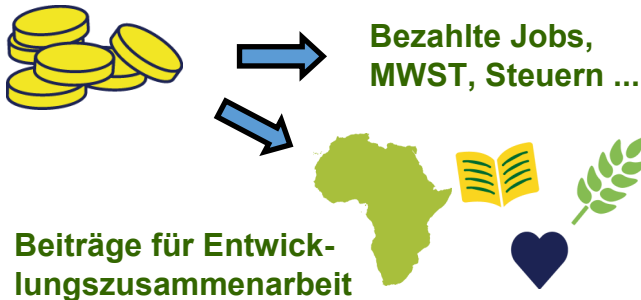 Bezahlte Jobs,
MWST, Steuern ...
Beiträge für Entwick-
lungszusammenarbeit